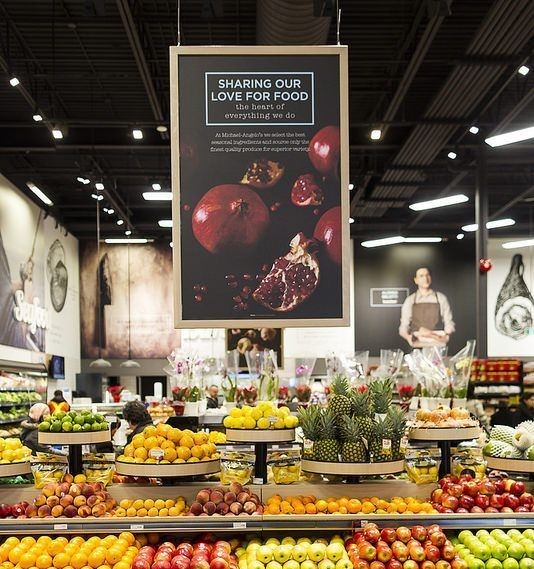 SHARING OUR
LOVE FOR FOOD
the heart of
everything we do
At Michael-Angelo's we select the best
seasonal ingredients and source only the
finest quality produce for superior variety.